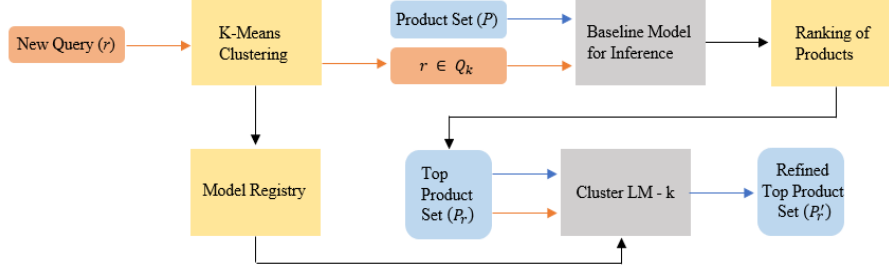 New Query (r)
K-Means
Clustering
Product Set (P)
r ∈ Q_k
Baseline Model
for Inference
Ranking of
Products
Model Registry
Top
Product
Set (P_r)
Cluster LM - k
Refined
Top Product
Set (P_r′)